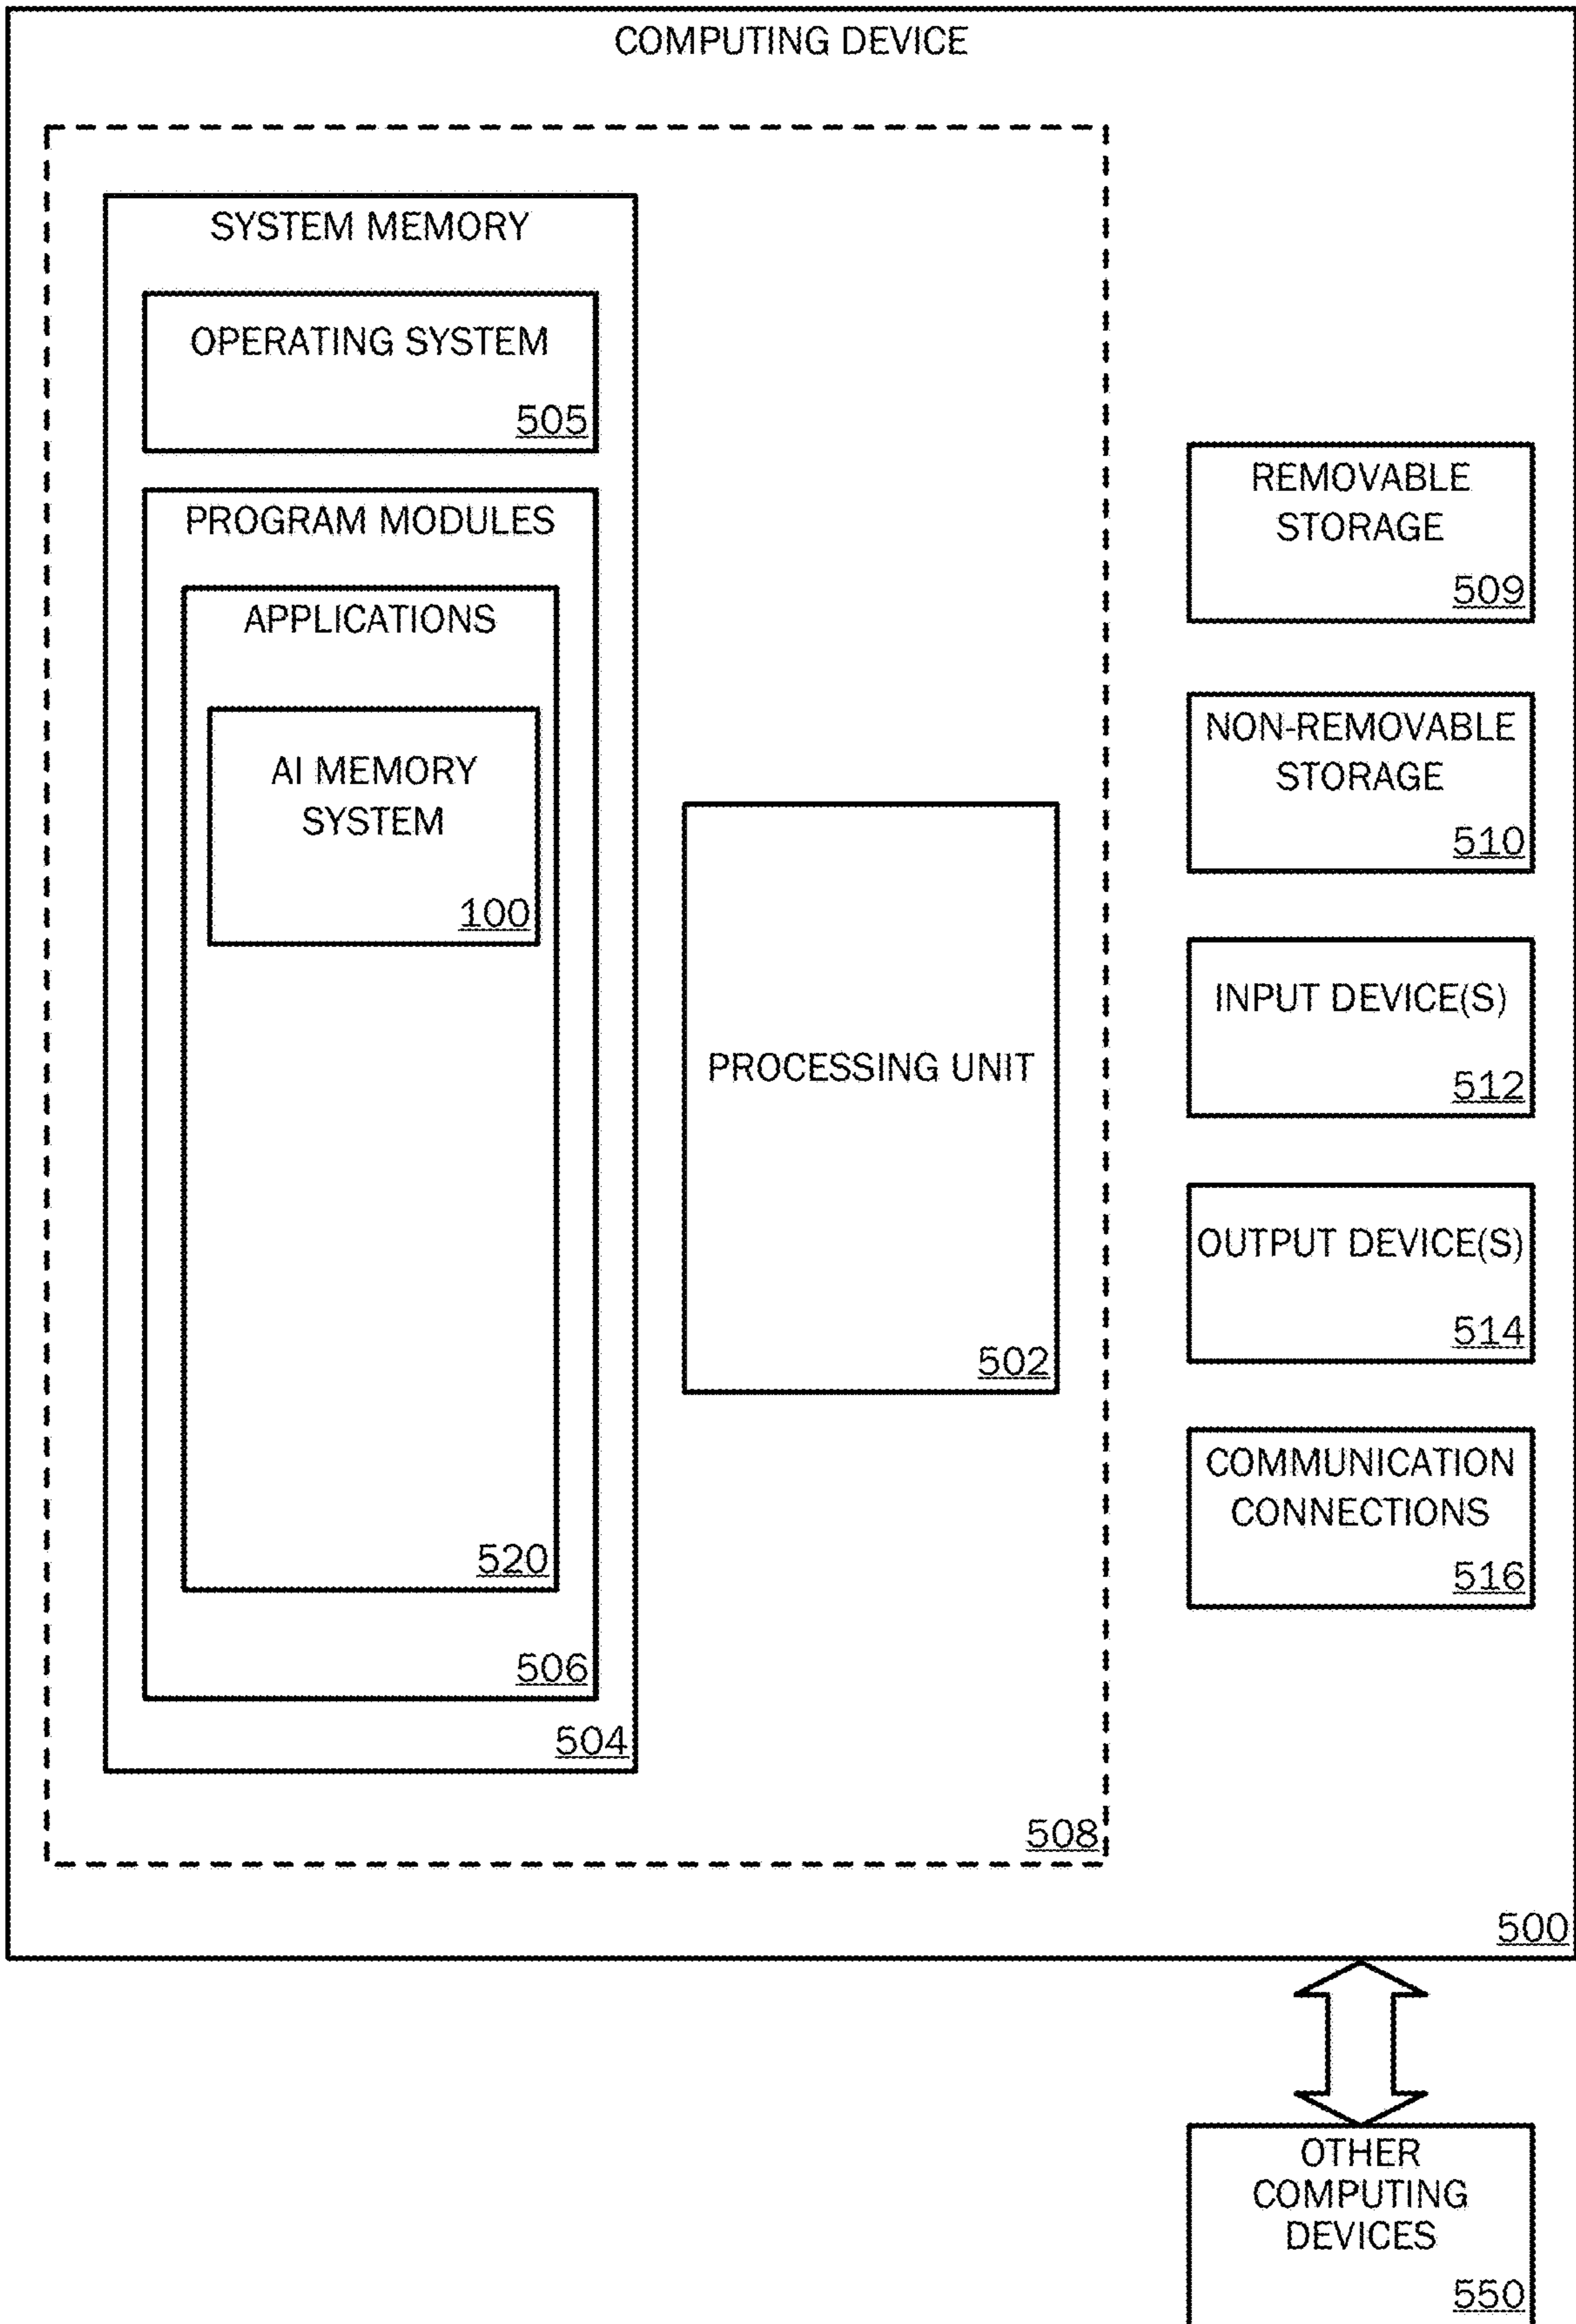 COMPUTING DEVICE
SYSTEM MEMORY
OPERATING SYSTEM
505
PROGRAM MODULES
APPLICATIONS
AI MEMORY
SYSTEM
100
520
506
504
PROCESSING UNIT
502
508
REMOVABLE
STORAGE
509
NON-REMOVABLE
STORAGE
510
INPUT DEVICE(S)
512
OUTPUT DEVICE(S)
514
COMMUNICATION
CONNECTIONS
516
500
OTHER
COMPUTING
DEVICES
550